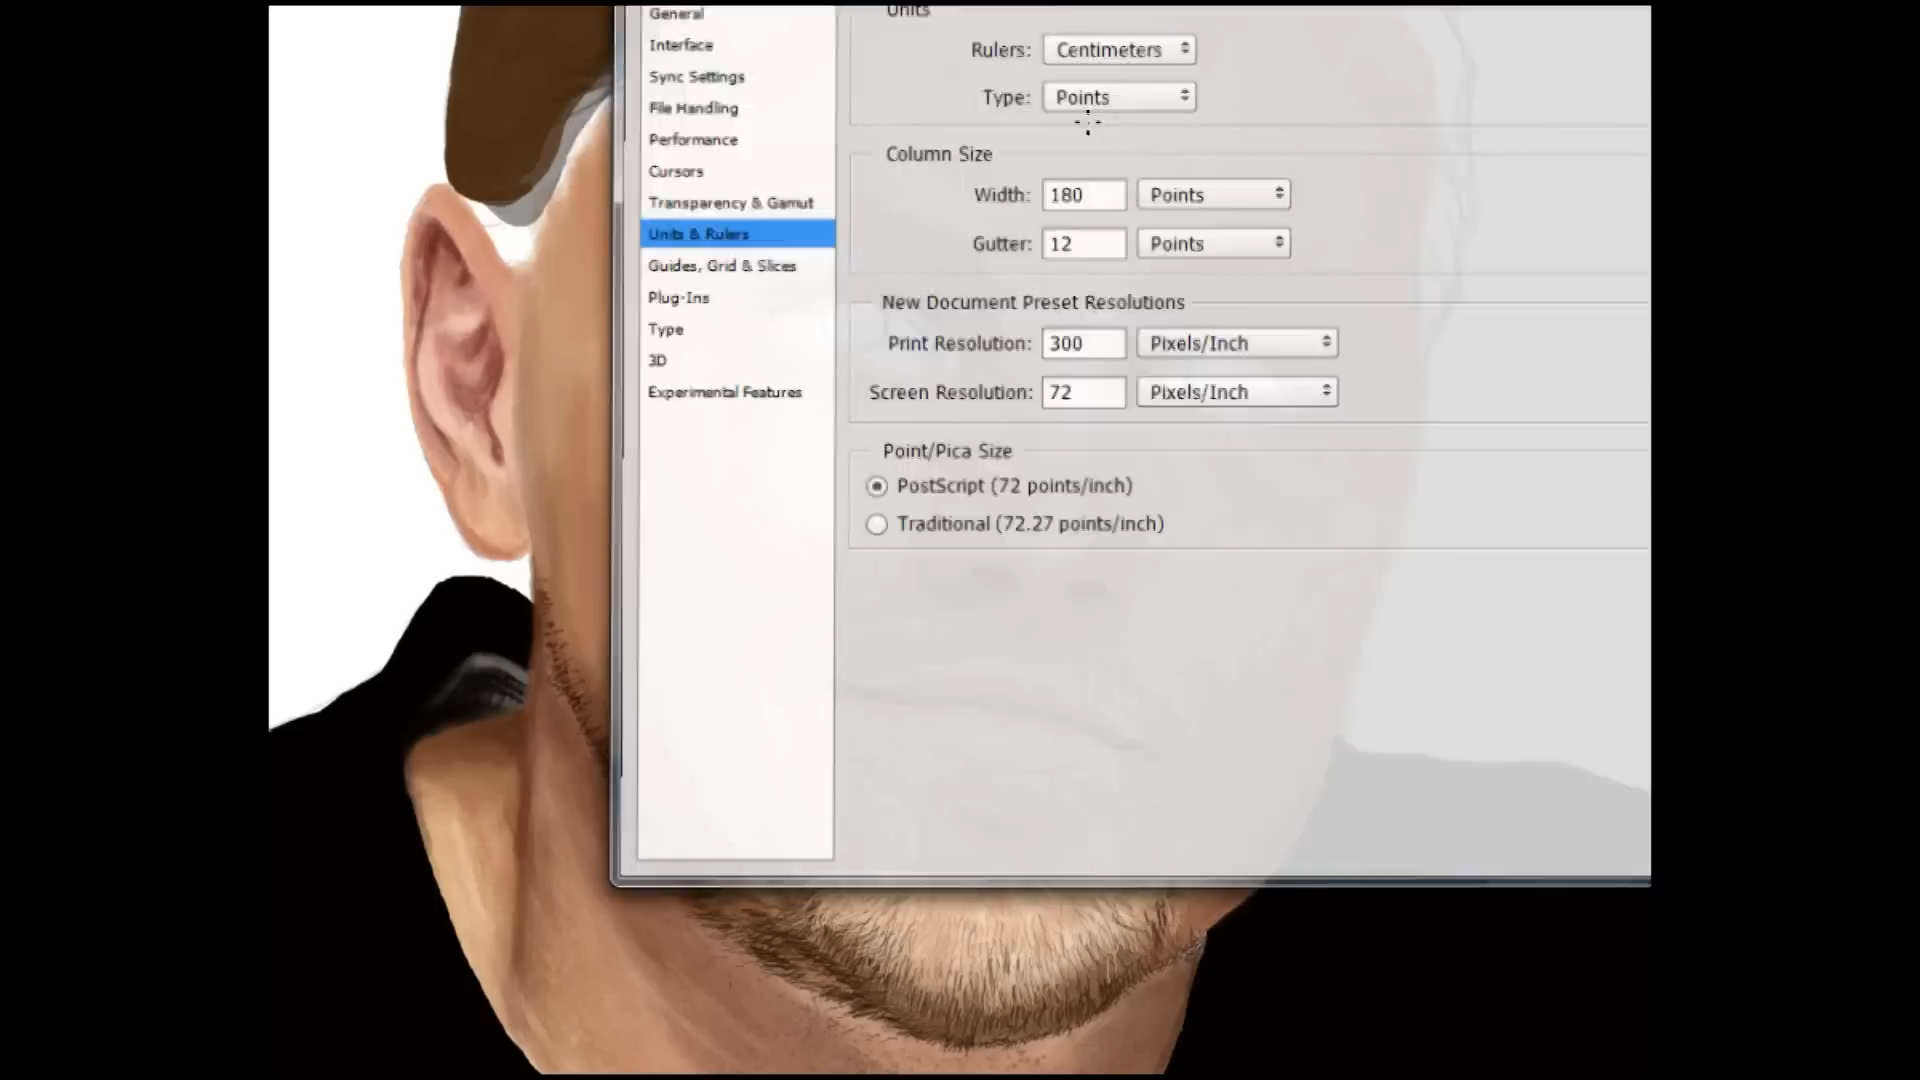 General
Interface
Sync Settings
File Handling
Performance
Cursors
Transparency & Gamut
Units & Rulers
Guides, Grid & Slices
Plug-Ins
Type
3D
Experimental Features
Units
Rulers: Centimeters
Type: Points
Column Size
Width: 180 Points
Gutter: 12 Points
New Document Preset Resolutions
Print Resolution: 300 Pixels/Inch
Screen Resolution: 72 Pixels/Inch
Point/Pica Size
PostScript (72 points/inch)
Traditional (72.27 points/inch)